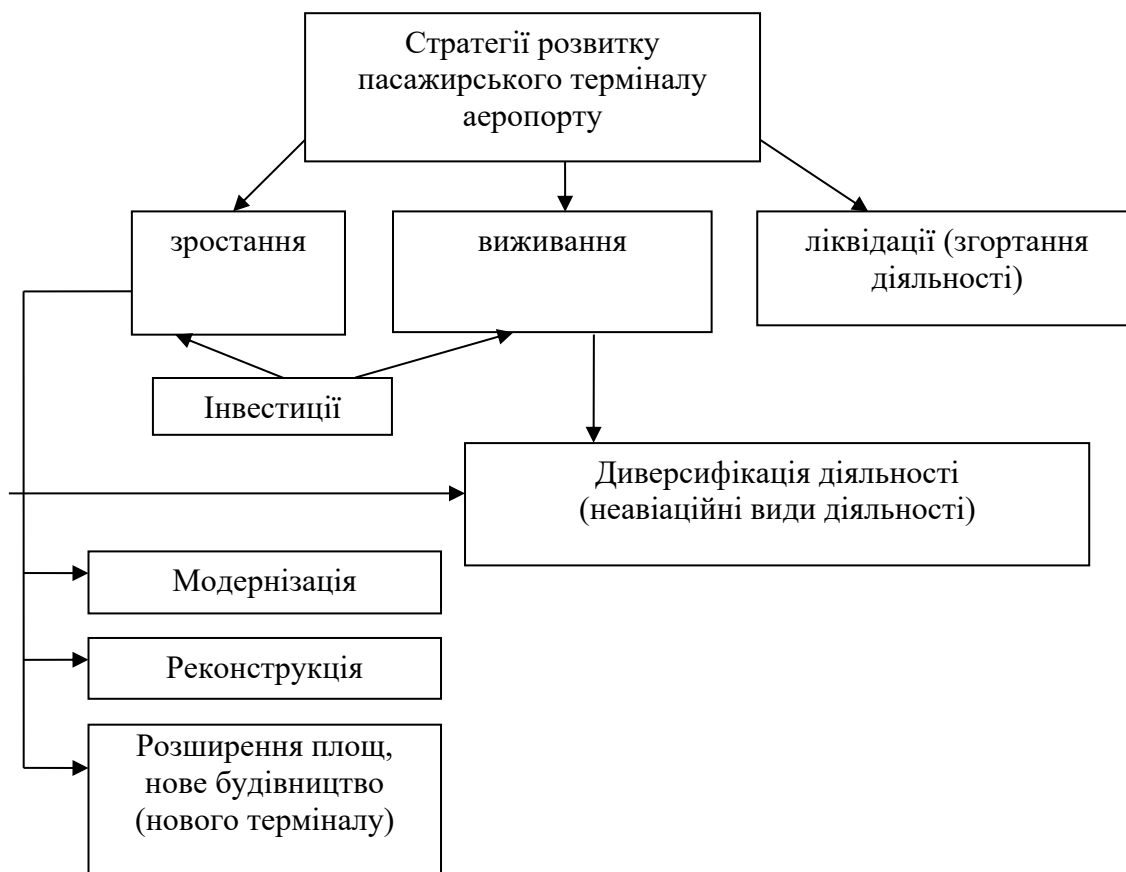 Стратегії розвитку
пасажирського терміналу
аеропорту
зростання
виживання
ліквідації (згортання
діяльності)
Інвестиції
Диверсифікація діяльності
(неавіаційні види діяльності)
Модернізація
Реконструкція
Розширення площ,
нове будівництво
(нового терміналу)